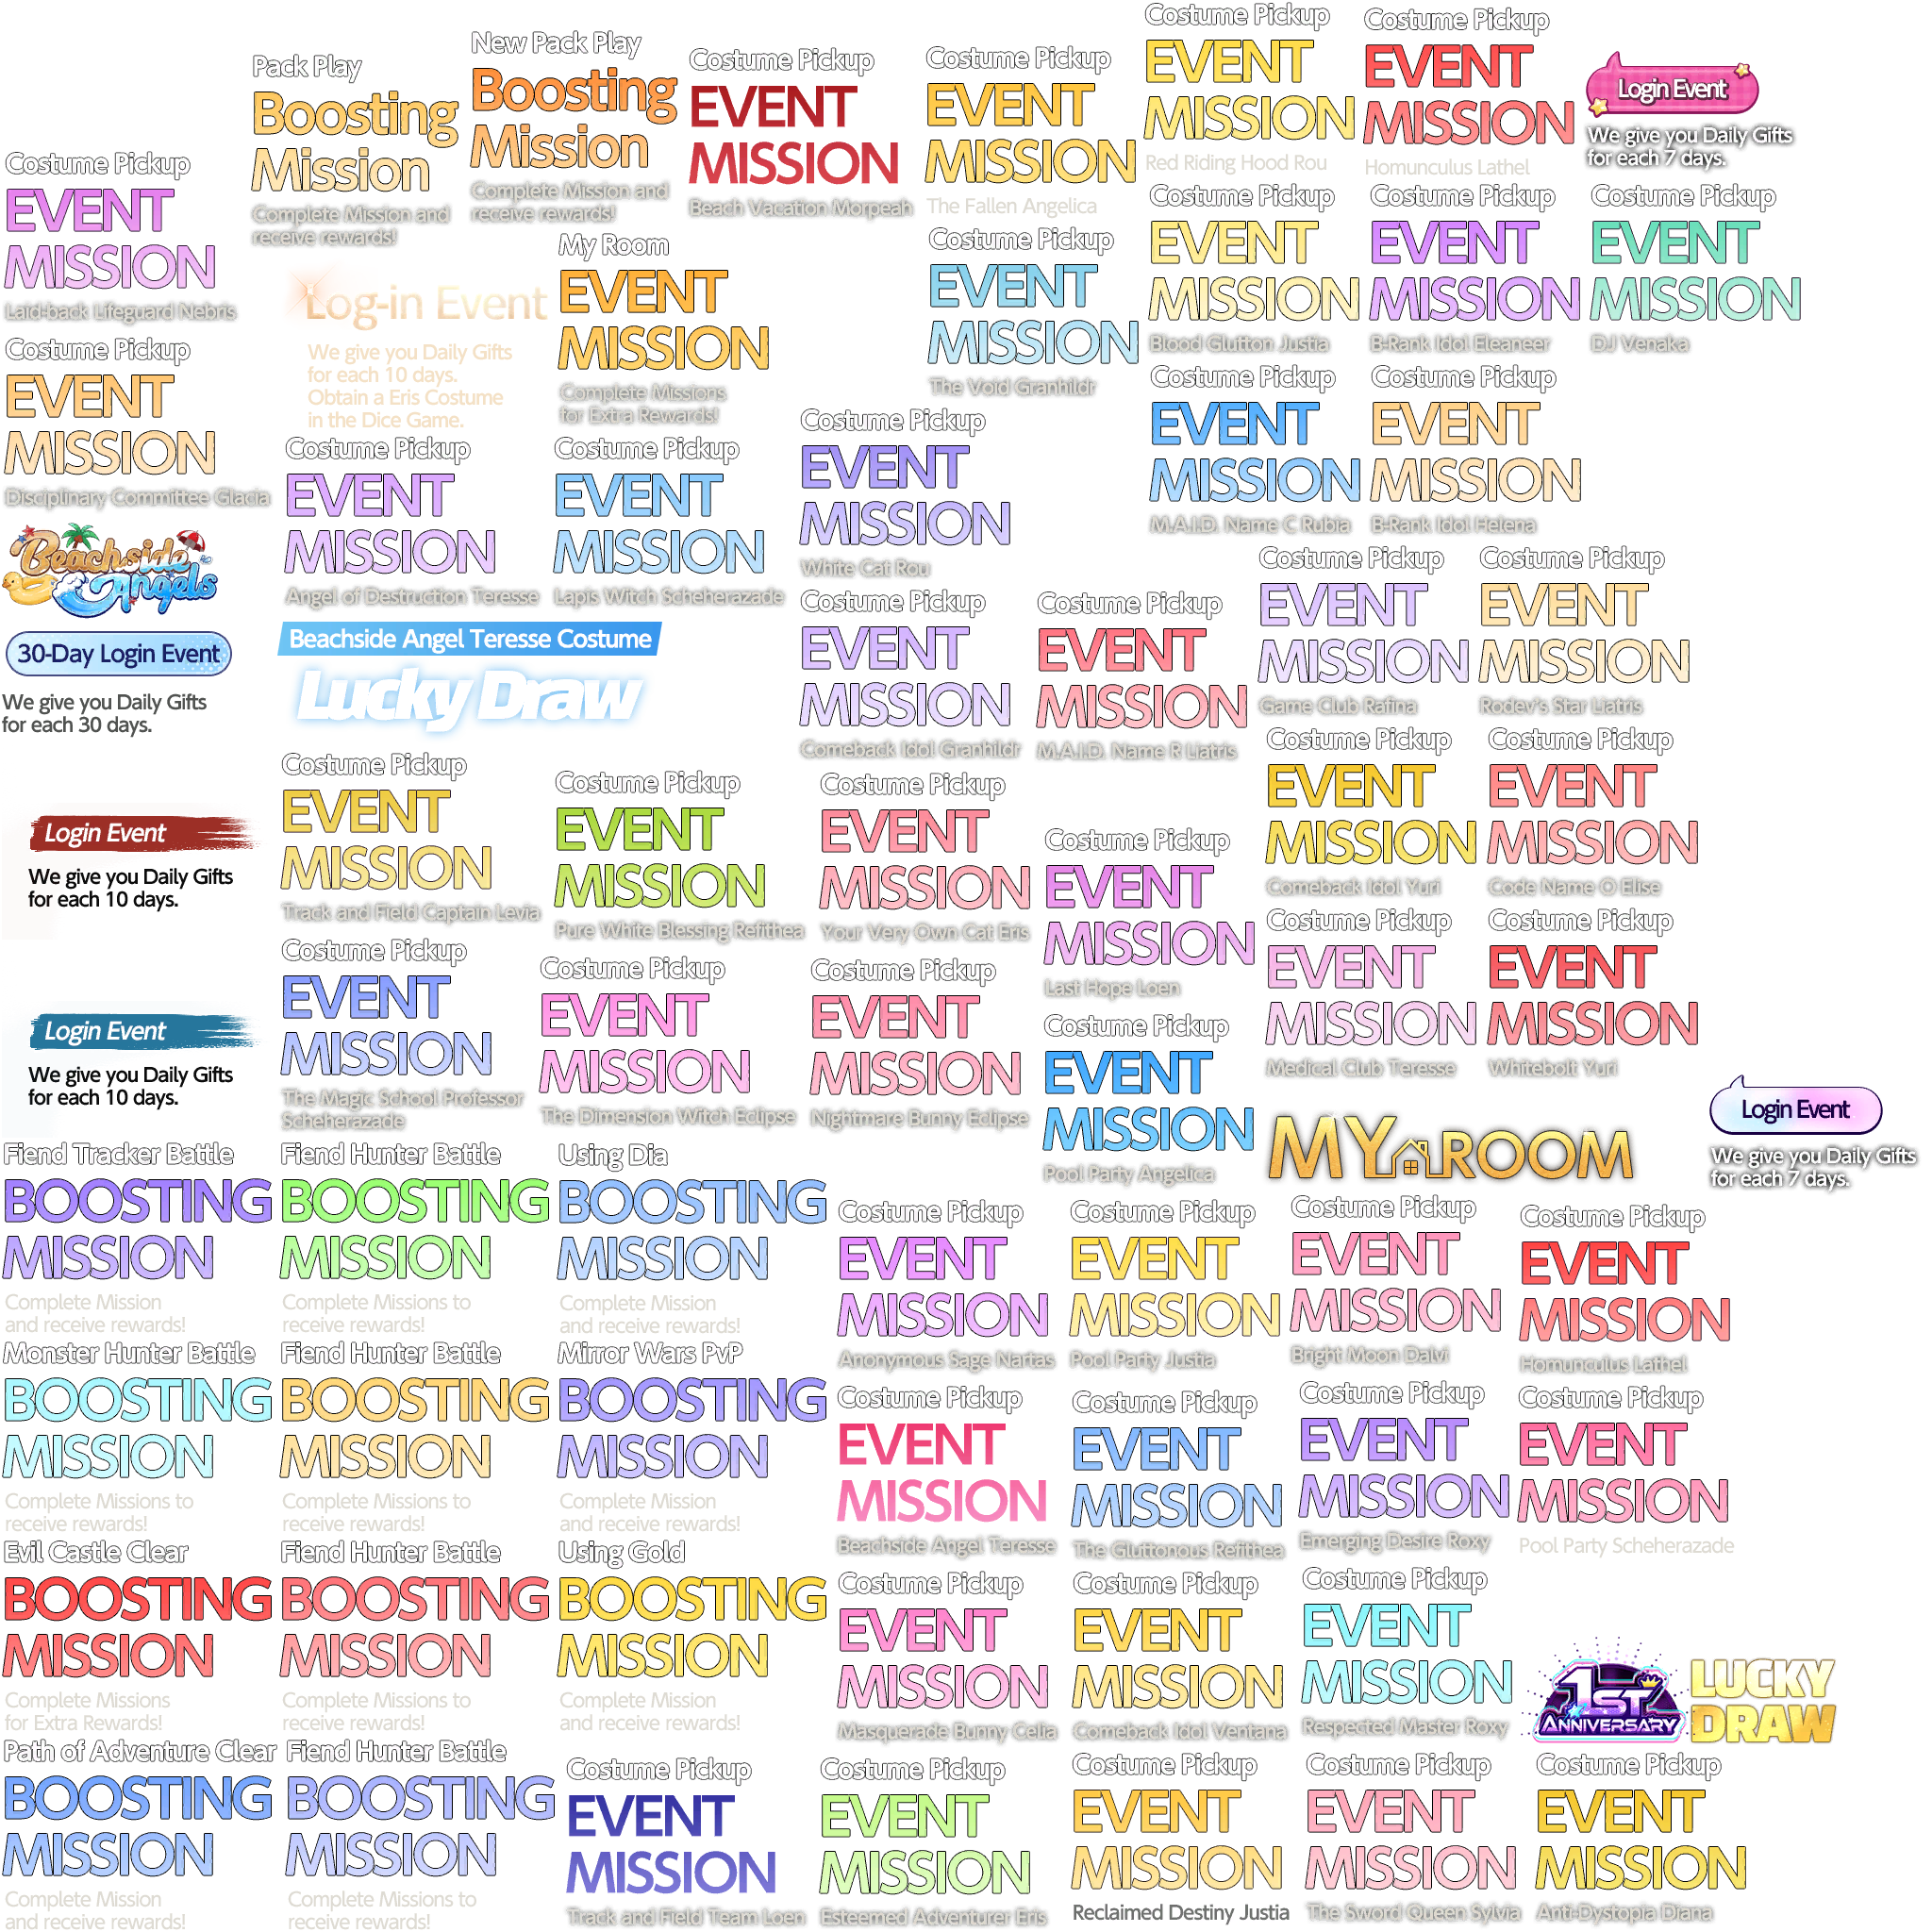 Costume Pickup
EVENT
MISSION
Laid-back Lifeguard Nebris
Pack Play
Boosting
Mission
Complete Mission and
receive rewards!
New Pack Play
Boosting
Mission
Complete Mission and
receive rewards!
Costume Pickup
EVENT
MISSION
Beach Vacation Morpeah
Costume Pickup
EVENT
MISSION
The Fallen Angelica
Costume Pickup
EVENT
MISSION
Red Riding Hood Rou
Costume Pickup
EVENT
MISSION
Homunculus Lathel
Login Event
We give you Daily Gifts
for each 7 days.
Costume Pickup
EVENT
MISSION
Disciplinary Committee Glacia
Log-in Event
We give you Daily Gifts
for each 10 days.
Obtain a Eris Costume
in the Dice Game.
My Room
EVENT
MISSION
Complete Missions
for Extra Rewards!
Costume Pickup
EVENT
MISSION
The Void Granhildr
Costume Pickup
EVENT
MISSION
Blood Glutton Justia
Costume Pickup
EVENT
MISSION
B-Rank Idol Eleaneer
Costume Pickup
EVENT
MISSION
DJ Venaka
Costume Pickup
EVENT
MISSION
Angel of Destruction Teresse
Costume Pickup
EVENT
MISSION
Lapis Witch Scheherazade
Costume Pickup
EVENT
MISSION
White Cat Rou
Costume Pickup
EVENT
MISSION
M.A.I.D. Name C Rubia
Costume Pickup
EVENT
MISSION
B-Rank Idol Helena
Beachside
Angels
30-Day Login Event
We give you Daily Gifts
for each 30 days.
Beachside Angel Teresse Costume
Lucky Draw
Costume Pickup
EVENT
MISSION
Comeback Idol Granhildr
Costume Pickup
EVENT
MISSION
M.A.I.D. Name R Liatris
Costume Pickup
EVENT
MISSION
Game Club Rafina
Costume Pickup
EVENT
MISSION
Rodev's Star Liatris
Login Event
We give you Daily Gifts
for each 10 days.
Costume Pickup
EVENT
MISSION
Track and Field Captain Levia
Costume Pickup
EVENT
MISSION
Pure White Blessing Refithea
Costume Pickup
EVENT
MISSION
Your Very Own Cat Eris
Costume Pickup
EVENT
MISSION
Last Hope Loen
Costume Pickup
EVENT
MISSION
Comeback Idol Yuri
Costume Pickup
EVENT
MISSION
Code Name O Elise
Login Event
We give you Daily Gifts
for each 10 days.
Costume Pickup
EVENT
MISSION
The Magic School Professor
Scheherazade
Costume Pickup
EVENT
MISSION
The Dimension Witch Eclipse
Costume Pickup
EVENT
MISSION
Nightmare Bunny Eclipse
Costume Pickup
EVENT
MISSION
Pool Party Angelica
Costume Pickup
EVENT
MISSION
Medical Club Teresse
Costume Pickup
EVENT
MISSION
Whitebolt Yuri
MY ROOM
Login Event
We give you Daily Gifts
for each 7 days.
Fiend Tracker Battle
BOOSTING
MISSION
Complete Mission
and receive rewards!
Fiend Hunter Battle
BOOSTING
MISSION
Complete Missions to
receive rewards!
Using Dia
BOOSTING
MISSION
Complete Mission
and receive rewards!
Costume Pickup
EVENT
MISSION
Anonymous Sage Nartas
Costume Pickup
EVENT
MISSION
Pool Party Justia
Costume Pickup
EVENT
MISSION
Bright Moon Dalvi
Costume Pickup
EVENT
MISSION
Homunculus Lathel
Monster Hunter Battle
BOOSTING
MISSION
Complete Missions to
receive rewards!
Fiend Hunter Battle
BOOSTING
MISSION
Complete Missions to
receive rewards!
Mirror Wars PvP
BOOSTING
MISSION
Complete Mission
and receive rewards!
Costume Pickup
EVENT
MISSION
Beachside Angel Teresse
Costume Pickup
EVENT
MISSION
The Gluttonous Refithea
Costume Pickup
EVENT
MISSION
Emerging Desire Roxy
Costume Pickup
EVENT
MISSION
Pool Party Scheherazade
Evil Castle Clear
BOOSTING
MISSION
Complete Missions
for Extra Rewards!
Fiend Hunter Battle
BOOSTING
MISSION
Complete Missions to
receive rewards!
Using Gold
BOOSTING
MISSION
Complete Mission
and receive rewards!
Costume Pickup
EVENT
MISSION
Masquerade Bunny Celia
Costume Pickup
EVENT
MISSION
Comeback Idol Ventana
Costume Pickup
EVENT
MISSION
Respected Master Roxy
1ST
ANNIVERSARY
LUCKY
DRAW
Path of Adventure Clear
BOOSTING
MISSION
Complete Mission
and receive rewards!
Fiend Hunter Battle
BOOSTING
MISSION
Complete Missions to
receive rewards!
Costume Pickup
EVENT
MISSION
Track and Field Team Loen
Costume Pickup
EVENT
MISSION
Esteemed Adventurer Eris
Costume Pickup
EVENT
MISSION
Reclaimed Destiny Justia
Costume Pickup
EVENT
MISSION
The Sword Queen Sylvia
Costume Pickup
EVENT
MISSION
Anti-Dystopia Diana